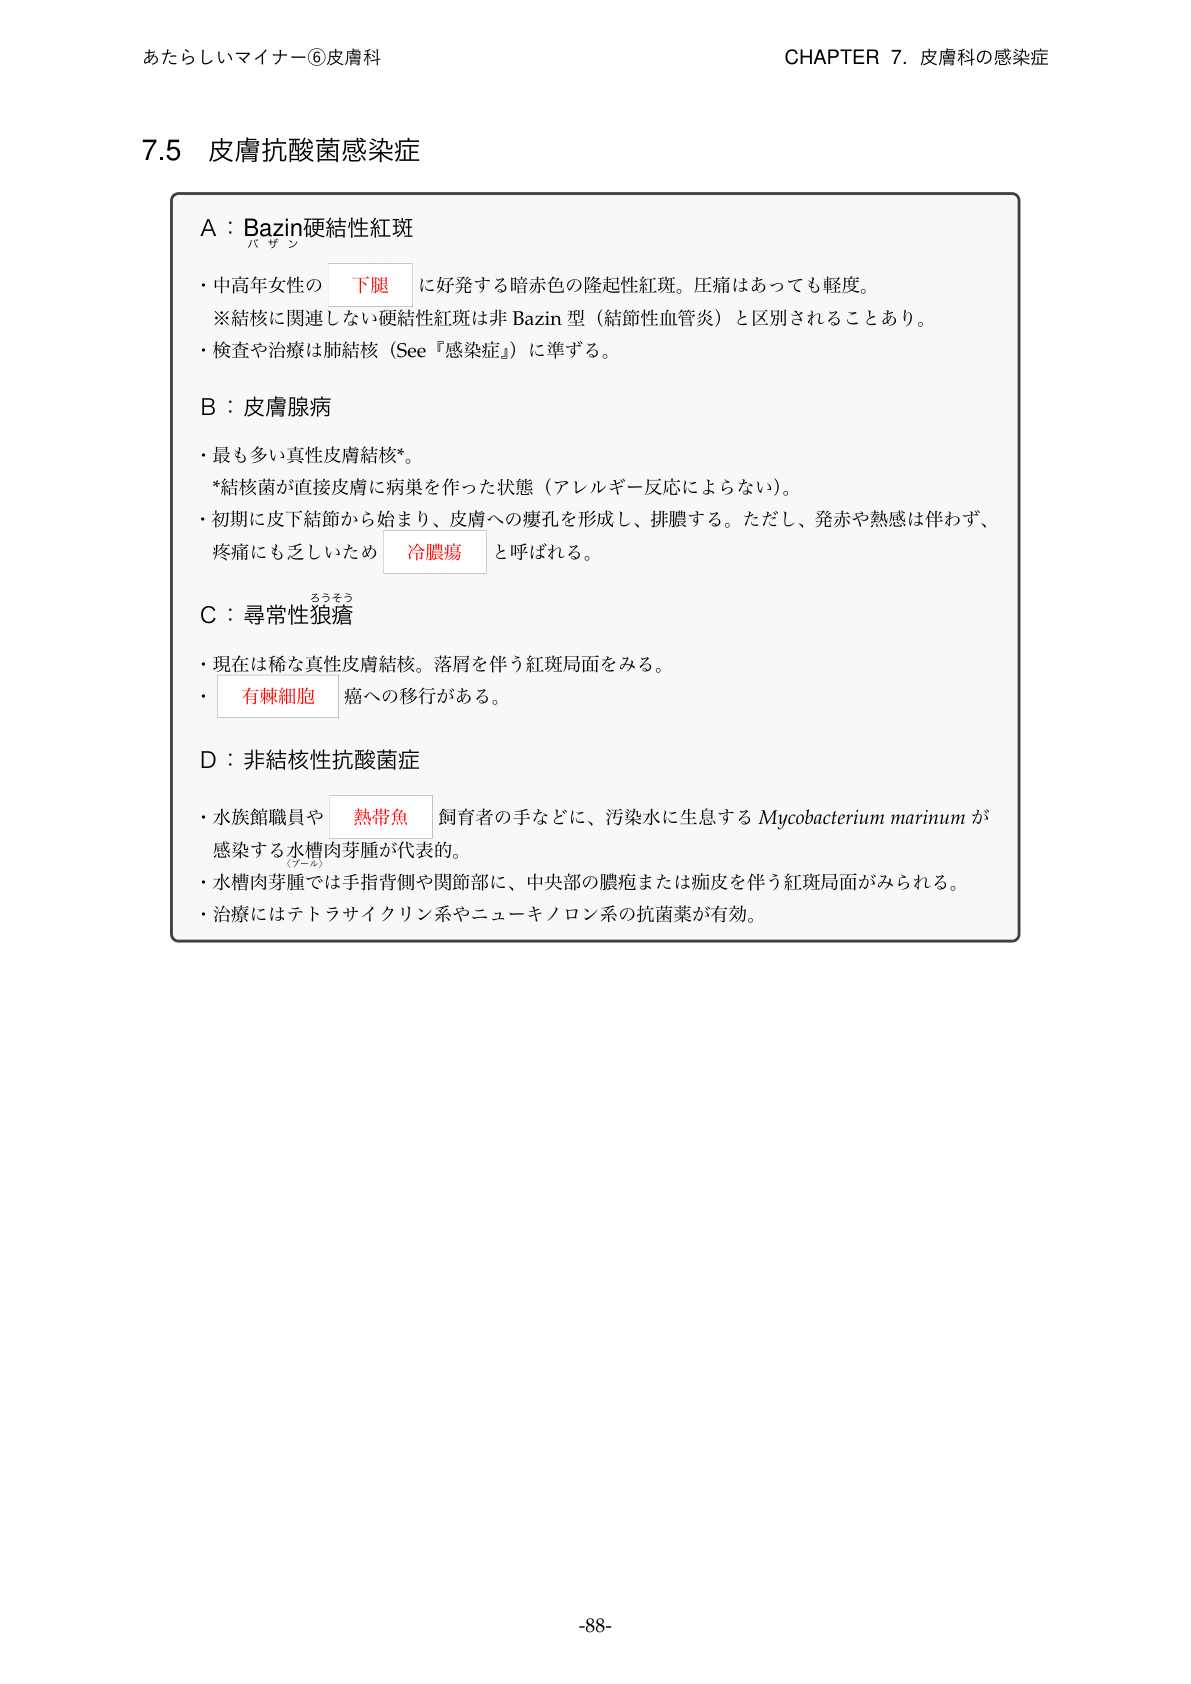 あたらしいマイナー⑥皮膚科
CHAPTER 7. 皮膚科の感染症
7.5 皮膚抗酸菌感染症
A：Bazin硬結性紅斑
バザン
・中高年女性の 下腿 に好発する暗赤色の隆起性紅斑。圧痛はあっても軽度。
※結核に関連しない硬結性紅斑は非 Bazin 型（結節性血管炎）と区別されることあり。
・検査や治療は肺結核（See『感染症』）に準ずる。
B：皮膚腺病
・最も多い真性皮膚結核*。
*結核菌が直接皮膚に病巣を作った状態（アレルギー反応によらない）。
・初期に皮下結節から始まり、皮膚への瘻孔を形成し、排膿する。ただし、発赤や熱感は伴わず、
疼痛にも乏しいため 冷膿瘍 と呼ばれる。
ろうそう
C：尋常性狼瘡
・現在は稀な真性皮膚結核。落屑を伴う紅斑局面をみる。
・ 有棘細胞 癌への移行がある。
D：非結核性抗酸菌症
・水族館職員や 熱帯魚 飼育者の手などに、汚染水に生息する Mycobacterium marinum が
感染する水槽肉芽腫が代表的。
〈プール〉
・水槽肉芽腫では手指背側や関節部に、中央部の膿疱または痂皮を伴う紅斑局面がみられる。
・治療にはテトラサイクリン系やニューキノロン系の抗菌薬が有効。
-88-